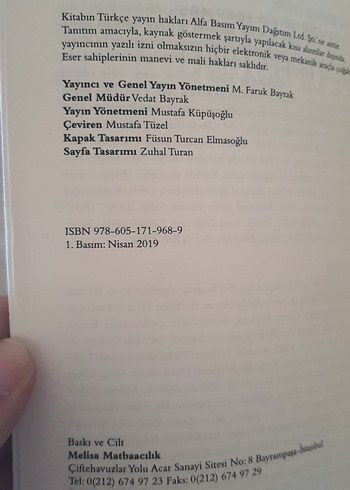 Kitabın Türkçe yayın hakları Alfa Basım Yayım Dağıtım Ltd. Şti.'ne aittir.
Tanıtım amacıyla, kaynak göstermek şartıyla yapılacak kısa alıntılar dışında,
yayıncının yazılı izni olmaksızın hiçbir elektronik veya mekanik araçla çoğalt
Eser sahiplerinin manevi ve mali hakları saklıdır.
Yayıncı ve Genel Yayın Yönetmeni M. Faruk Bayrak
Genel Müdür Vedat Bayrak
Yayın Yönetmeni Mustafa Küpüşoğlu
Çeviren Mustafa Tüzel
Kapak Tasarımı Füsun Turcan Elmasoğlu
Sayfa Tasarımı Zuhal Turan
ISBN 978-605-171-968-9
1. Basım: Nisan 2019
Baskı ve Cilt
Melisa Matbaacılık
Çiftehavuzlar Yolu Acar Sanayi Sitesi No: 8 Bayrampaşa-İstanbul
Tel: 0(212) 674 97 23 Faks: 0(212) 674 97 29